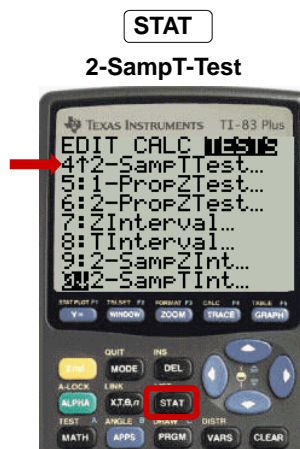 STAT
2-SampT-Test
TEXAS INSTRUMENTS TI-83 Plus
EDIT CALC TESTS
4↑2-SampTTest…
5:1-PropZTest…
6:2-PropZTest…
7:ZInterval…
8:TInterval…
9:2-SampZInt…
0↓2-SampTInt…
STAT PLOT F1 TBLSET F2 FORMAT F3 CALC F4 TABLE F5
Y= WINDOW ZOOM TRACE GRAPH
QUIT INS
2nd MODE DEL
A-LOCK LINK
ALPHA X,T,θ,n STAT
TEST A ANGLE B DRAW C DISTR
MATH APPS PRGM VARS CLEAR